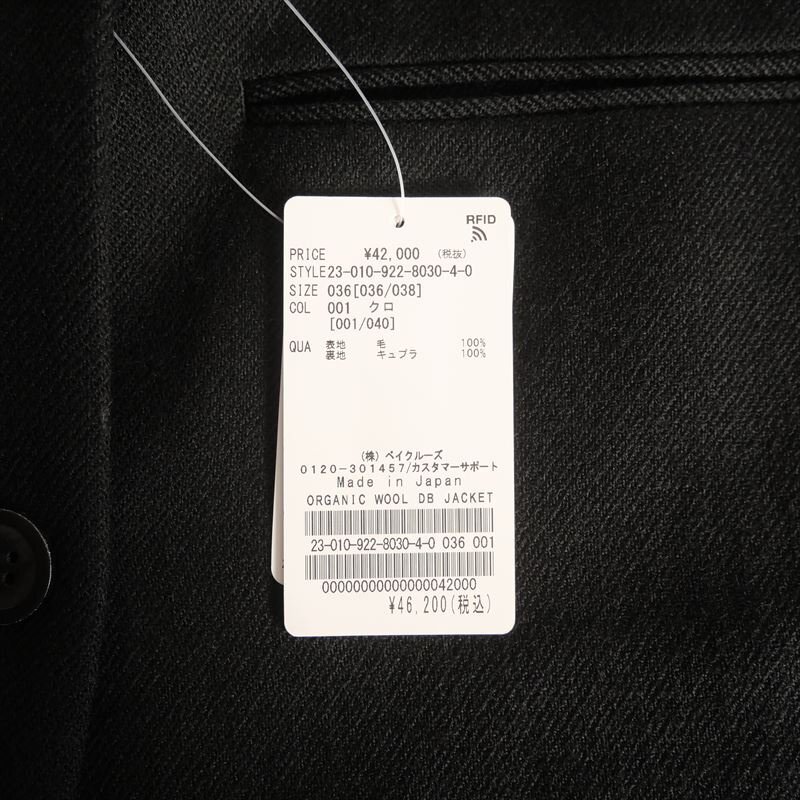 RFID
PRICE ¥42,000 (税抜)
STYLE23-010-922-8030-4-0
SIZE 036[036/038]
COL 001 クロ
[001/040]
QUA 表地 毛 100%
裏地 キュプラ 100%
(株) ベイクルーズ
0120-301457/カスタマーサポート
Made in Japan
ORGANIC WOOL DB JACKET
23-010-922-8030-4-0 036 001
00000000000000042000
¥46,200(税込)